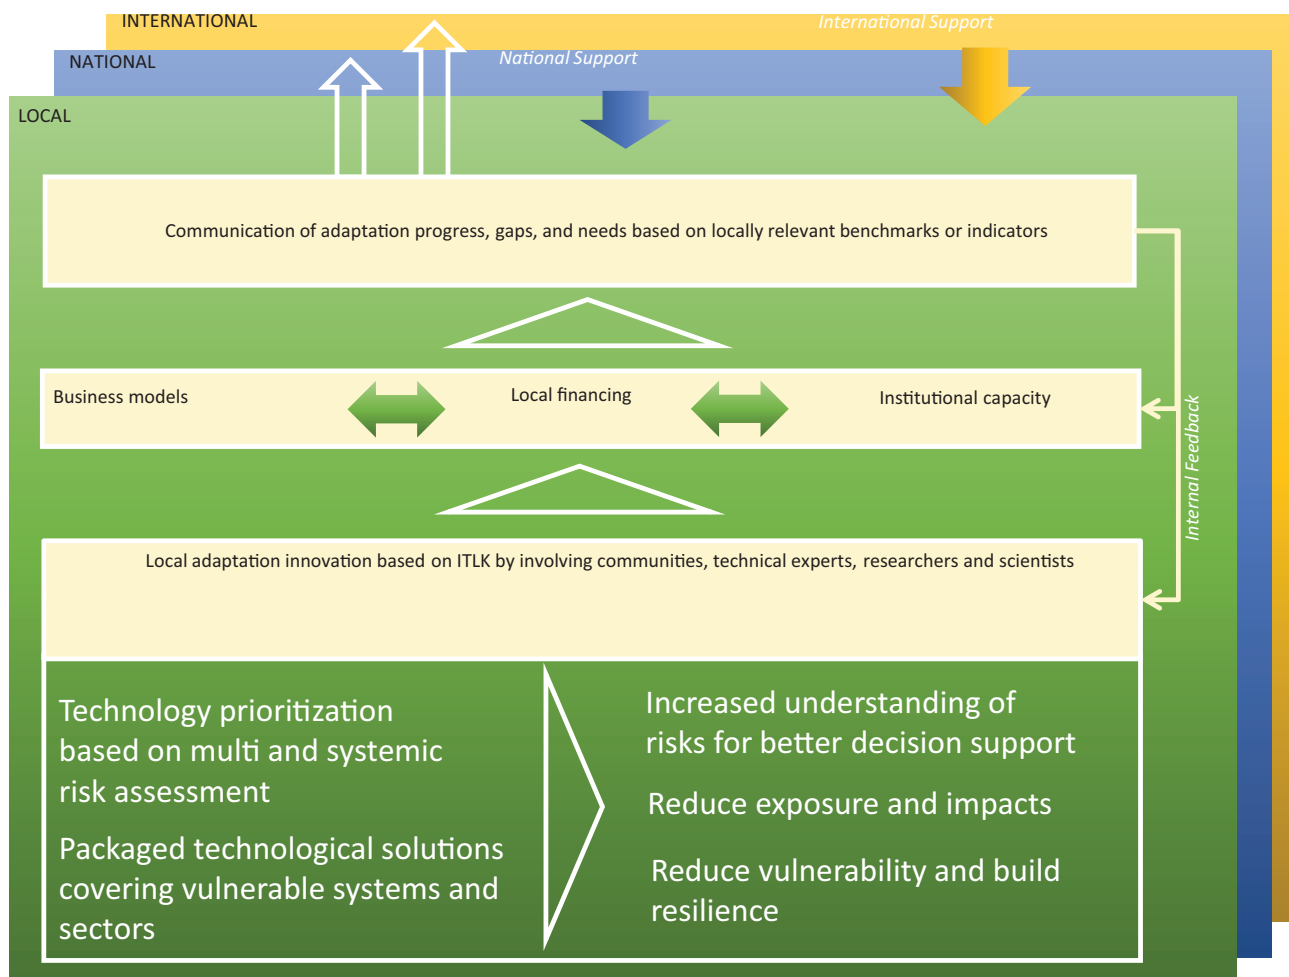 INTERNATIONAL
International Support
NATIONAL
National Support
LOCAL
Communication of adaptation progress, gaps, and needs based on locally relevant benchmarks or indicators
Business models
Local financing
Institutional capacity
Internal Feedback
Local adaptation innovation based on ITLK by involving communities, technical experts, researchers and scientists
Technology prioritization
based on multi and systemic
risk assessment
Packaged technological solutions
covering vulnerable systems and
sectors
Increased understanding of
risks for better decision support
Reduce exposure and impacts
Reduce vulnerability and build
resilience